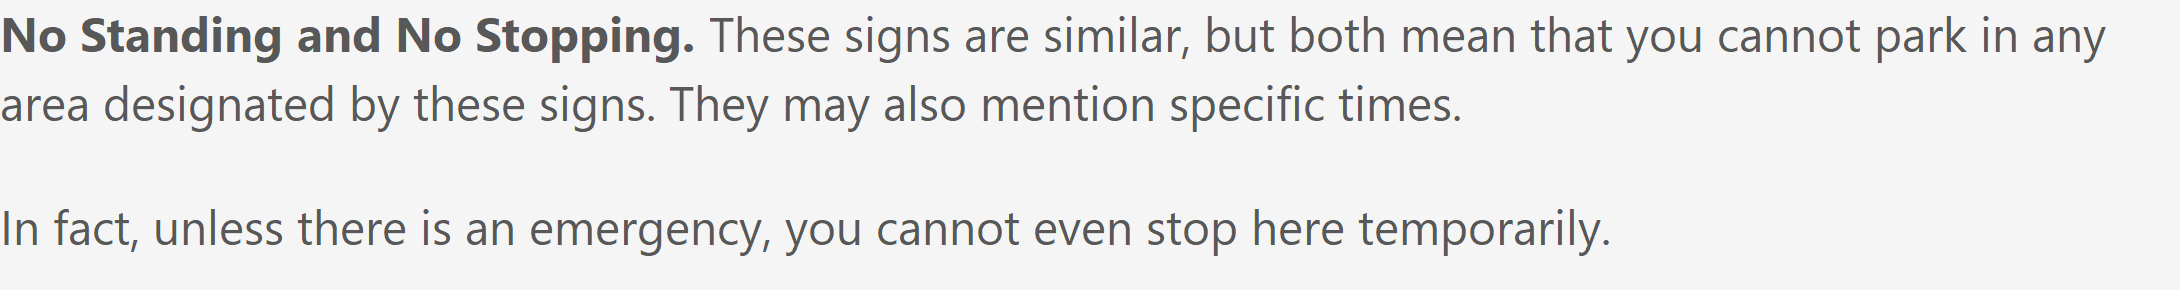 No Standing and No Stopping. These signs are similar, but both mean that you cannot park in any
area designated by these signs. They may also mention specific times.
In fact, unless there is an emergency, you cannot even stop here temporarily.